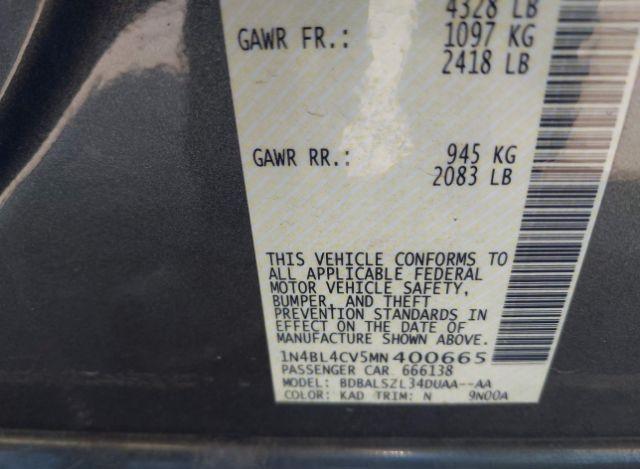 4328 LB
GAWR FR.: 1097 KG
2418 LB
GAWR RR.: 945 KG
2083 LB
THIS VEHICLE CONFORMS TO
ALL APPLICABLE FEDERAL
MOTOR VEHICLE SAFETY,
BUMPER, AND THEFT
PREVENTION STANDARDS IN
EFFECT ON THE DATE OF
MANUFACTURE SHOWN ABOVE.
1N4BL4CV5MN400665
PASSENGER CAR 666138
MODEL: BDBALSZL34DUAA--AA
COLOR: KAD TRIM: N 9N00A